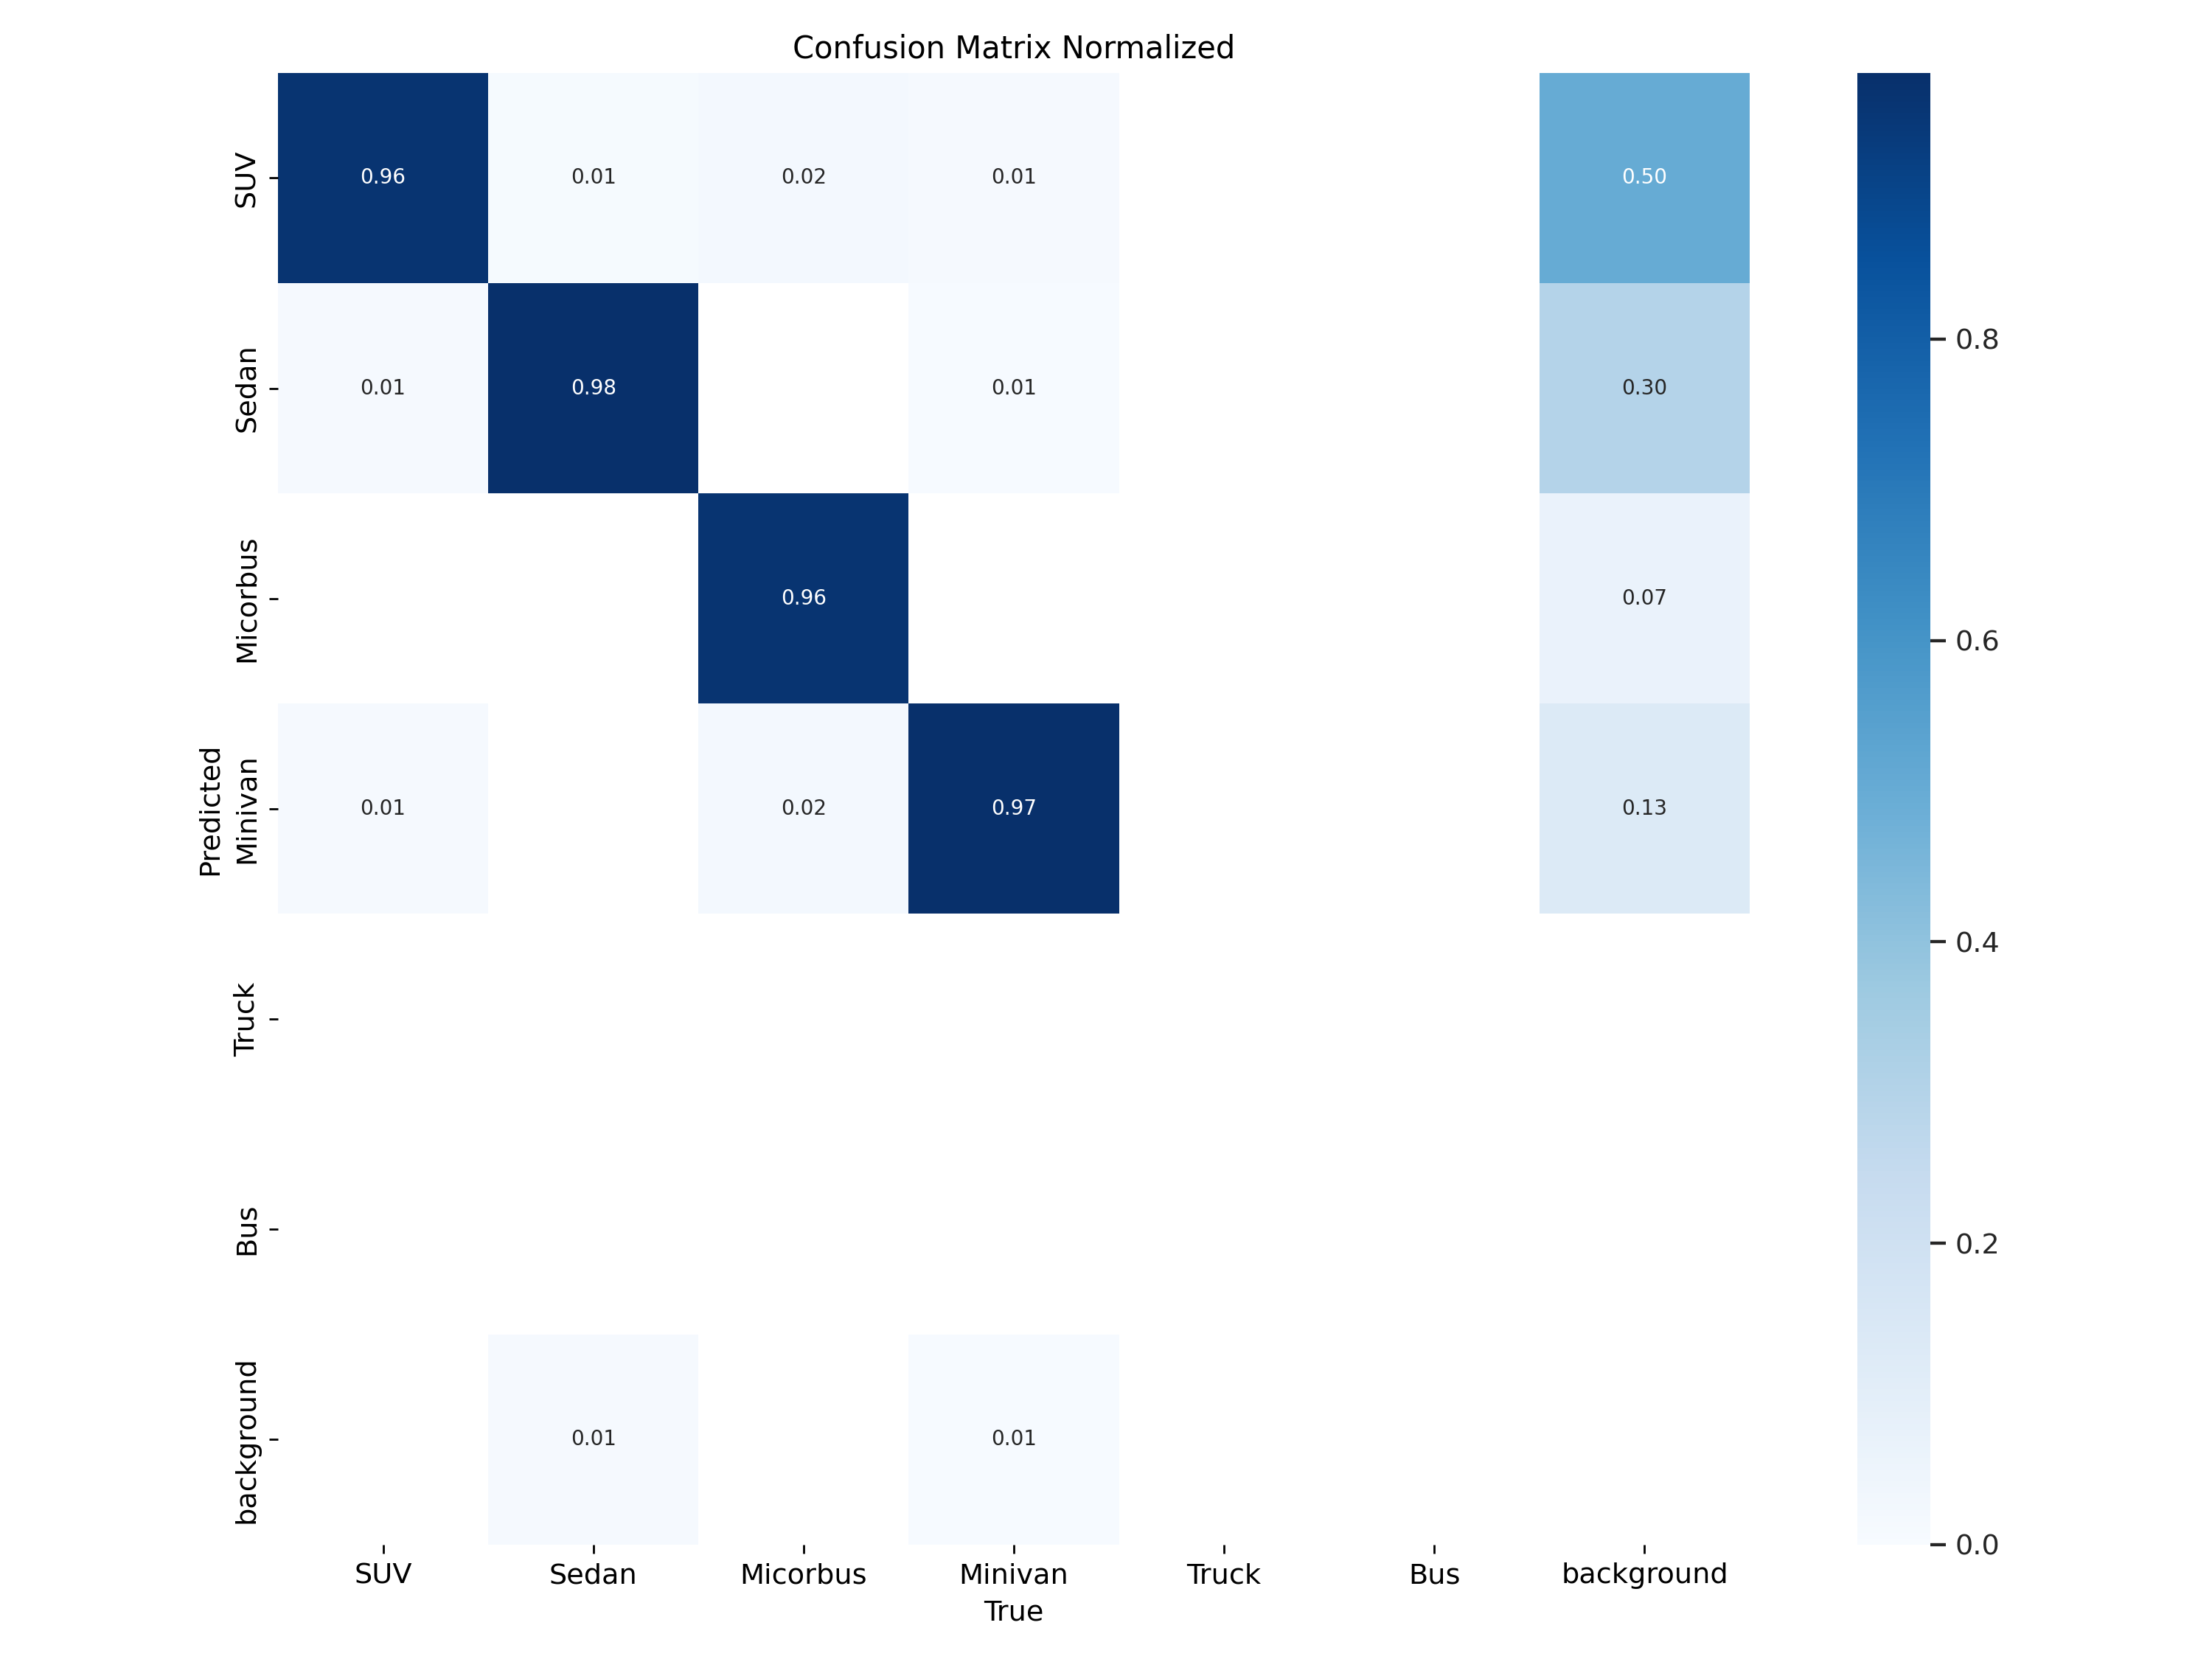 Confusion Matrix Normalized
SUV
0.96
0.01
0.02
0.01
0.50
Sedan
0.01
0.98
0.01
0.30
Micorbus
0.96
0.07
Predicted
Minivan
0.01
0.02
0.97
0.13
Truck
Bus
background
0.01
0.01
SUV
Sedan
Micorbus
Minivan
Truck
Bus
background
True
0.8
0.6
0.4
0.2
0.0